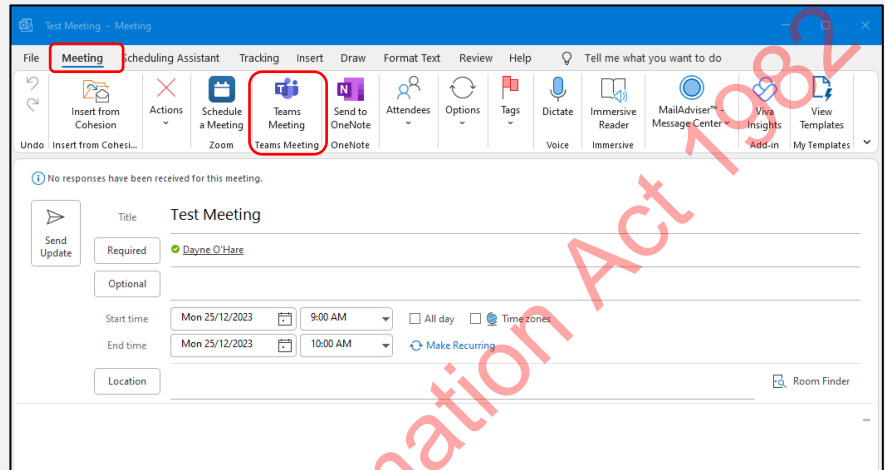 Test Meeting - Meeting
File Meeting Scheduling Assistant Tracking Insert Draw Format Text Review Help Tell me what you want to do
Insert from Cohesion
Actions
Schedule a Meeting
Teams Meeting
Send to OneNote
Attendees
Options
Tags
Dictate
Immersive Reader
MailAdviser™ - Message Center
Viva Insights
View Templates
Undo Insert from Cohesi... Zoom Teams Meeting OneNote Voice Immersive Add-in My Templates
No responses have been received for this meeting.
Send Update
Title Test Meeting
Required Dayne O'Hare
Optional
Start time Mon 25/12/2023 9:00 AM All day Time zones
End time Mon 25/12/2023 10:00 AM Make Recurring
Location Room Finder
mation Act 1982